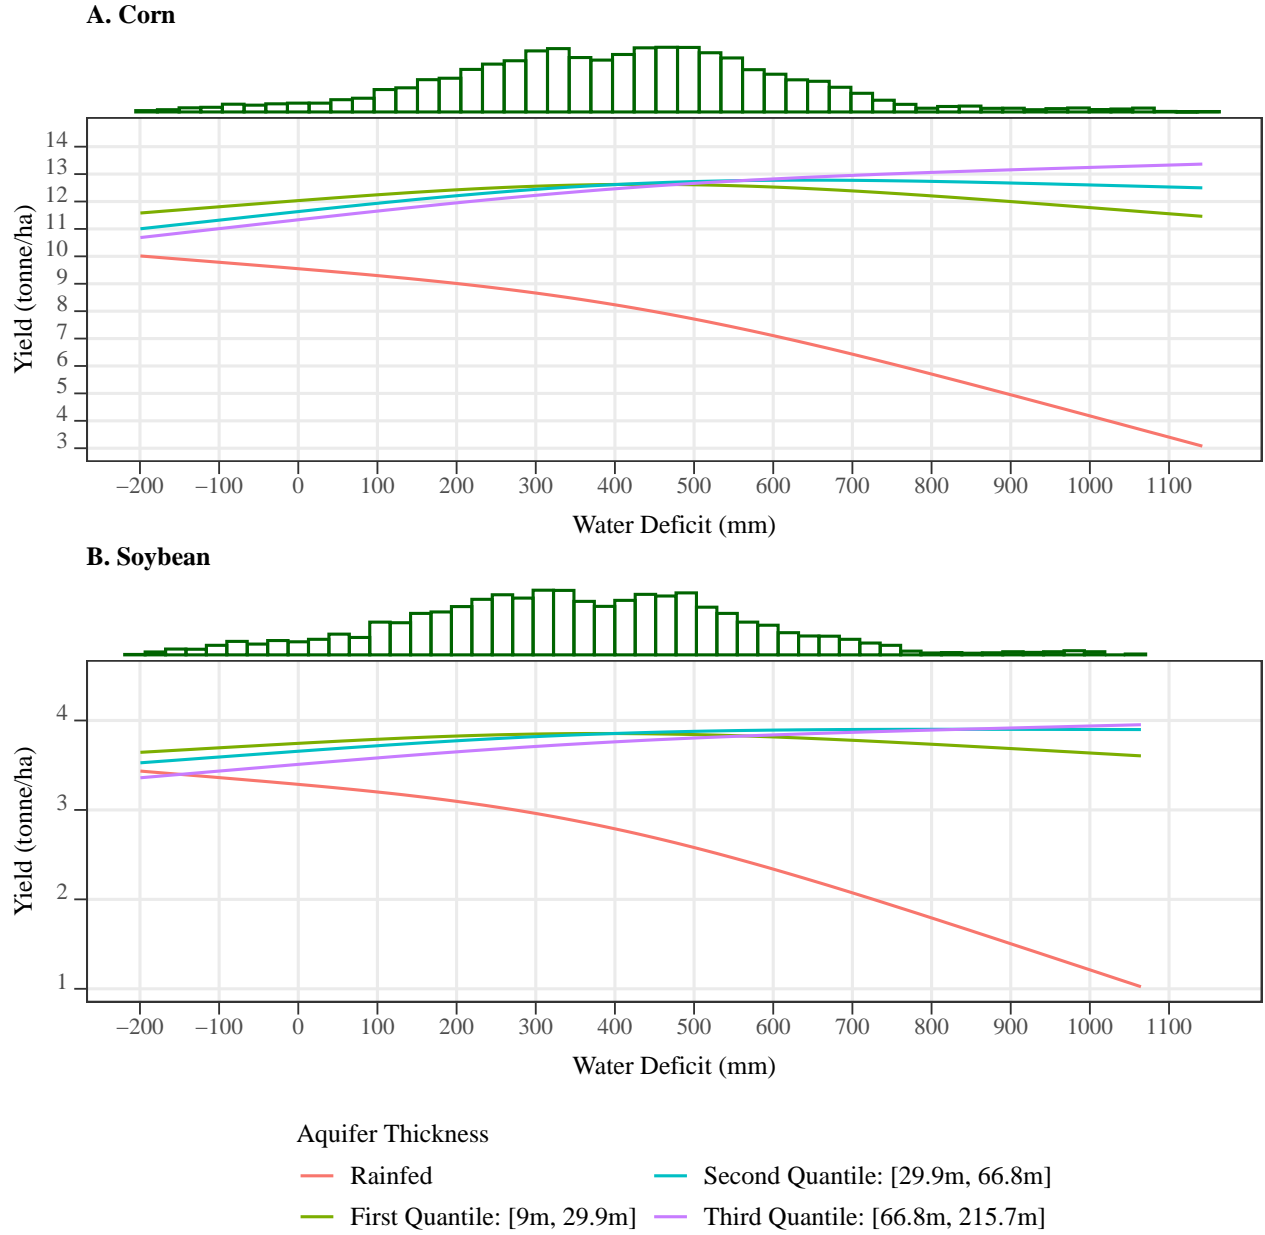 A. Corn
14
13
12
11
10
9
8
7
6
5
4
3
Yield (tonne/ha)
−200 −100 0 100 200 300 400 500 600 700 800 900 1000 1100
Water Deficit (mm)
B. Soybean
4
3
2
1
Yield (tonne/ha)
−200 −100 0 100 200 300 400 500 600 700 800 900 1000 1100
Water Deficit (mm)
Aquifer Thickness
Rainfed Second Quantile: [29.9m, 66.8m]
First Quantile: [9m, 29.9m] Third Quantile: [66.8m, 215.7m]